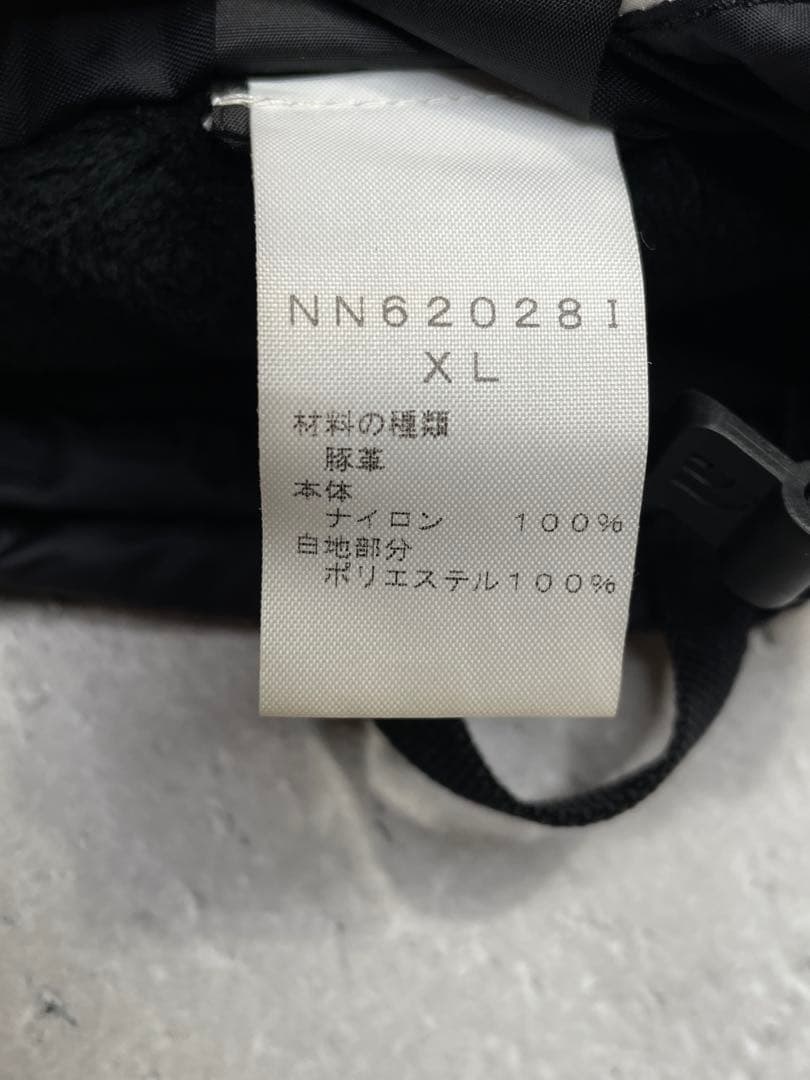 NN62028I
XL
材料の種類
豚革
本体
ナイロン 100%
白地部分
ポリエステル100%